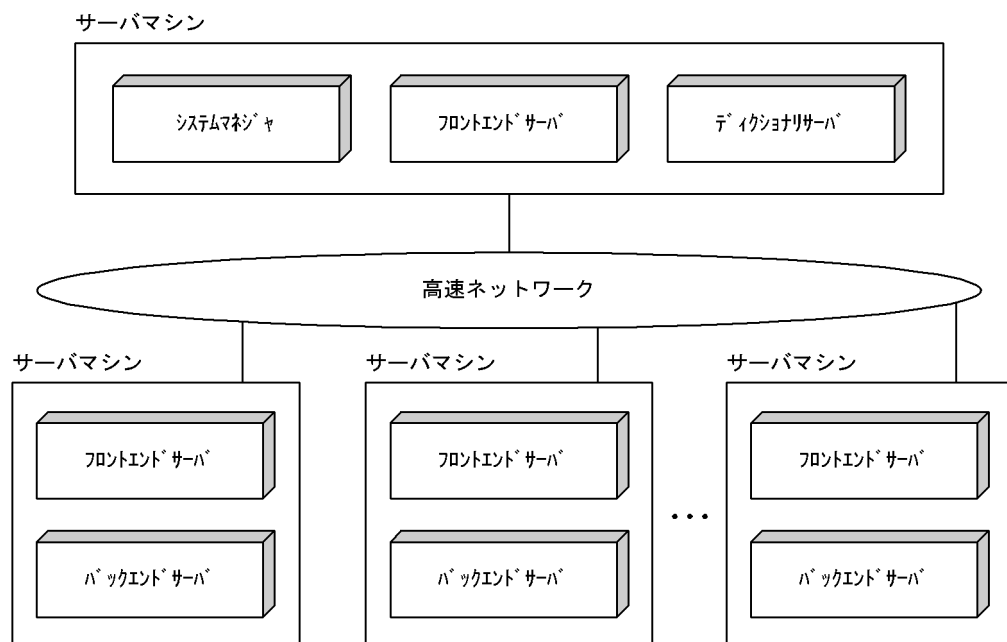 サーバマシン
ｼｽﾃﾑﾏﾈｼﾞｬ
ﾌﾛﾝﾄｴﾝﾄﾞｻｰﾊﾞ
ﾃﾞｨｸｼｮﾅﾘｻｰﾊﾞ
高速ネットワーク
サーバマシン
サーバマシン
サーバマシン
ﾌﾛﾝﾄｴﾝﾄﾞｻｰﾊﾞ
ﾌﾛﾝﾄｴﾝﾄﾞｻｰﾊﾞ
ﾌﾛﾝﾄｴﾝﾄﾞｻｰﾊﾞ
…
ﾊﾞｯｸｴﾝﾄﾞｻｰﾊﾞ
ﾊﾞｯｸｴﾝﾄﾞｻｰﾊﾞ
ﾊﾞｯｸｴﾝﾄﾞｻｰﾊﾞ